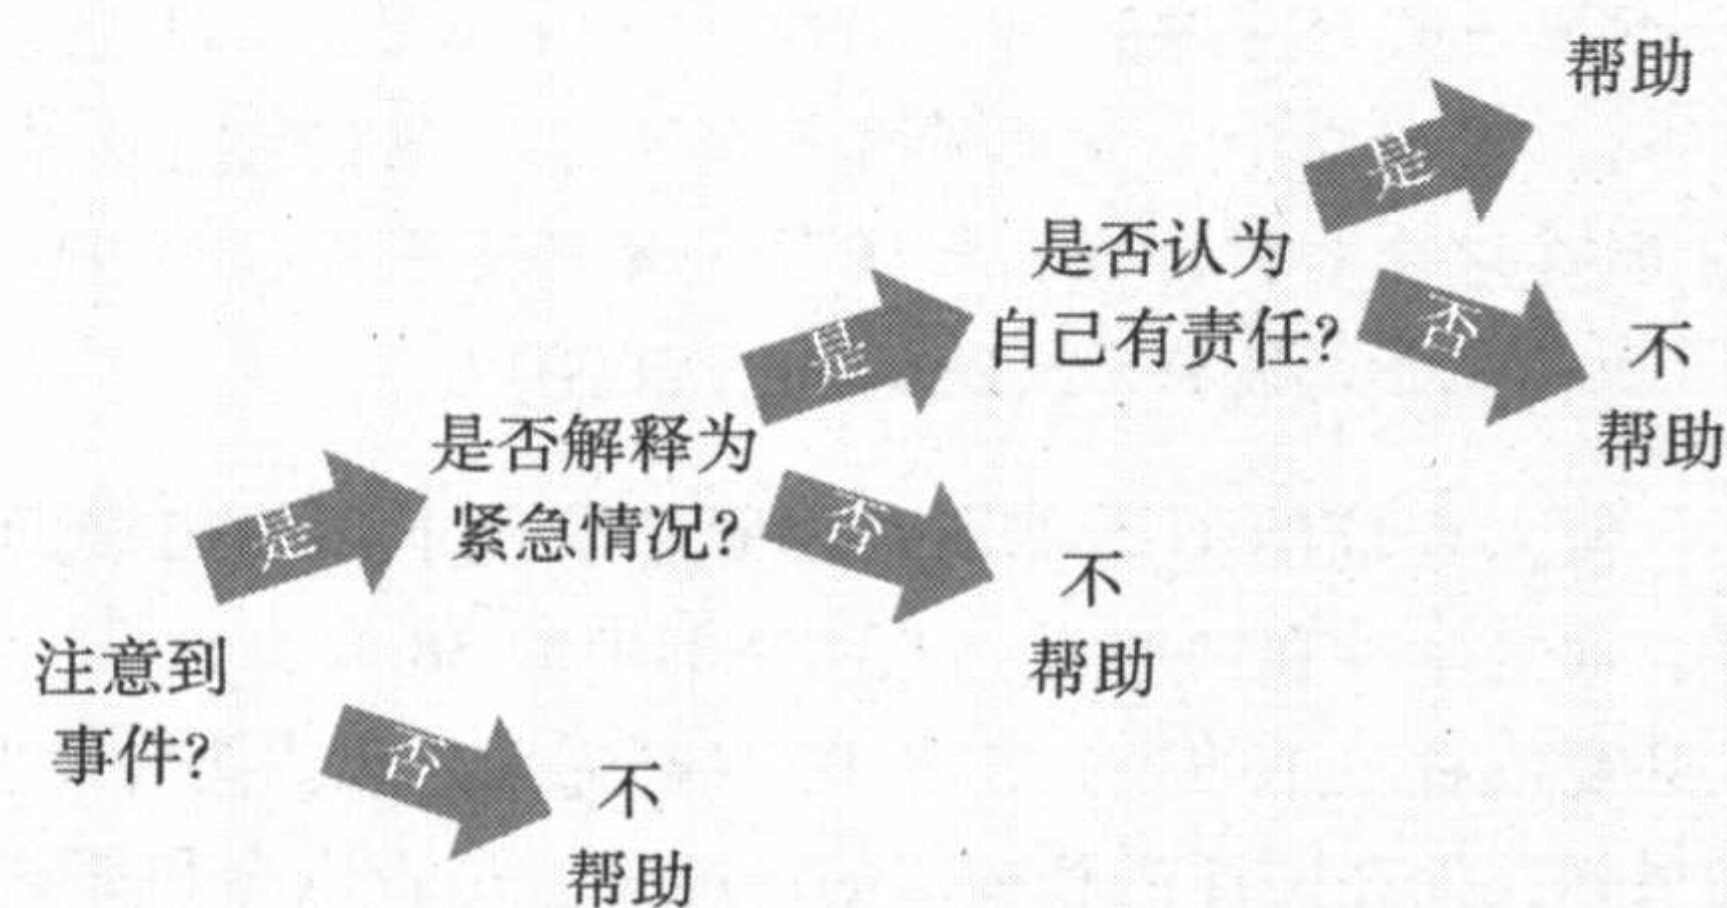 注意到
事件?
是
否
不
帮助
是否解释为
紧急情况?
是
否
不
帮助
是否认为
自己有责任?
是
否
帮助
不
帮助